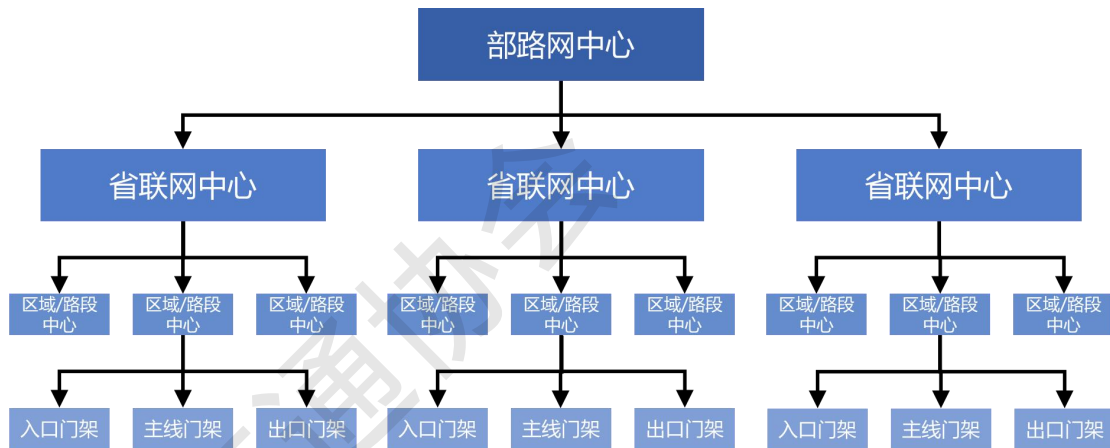 部路网中心
省联网中心
省联网中心
省联网中心
区域/路段
中心
区域/路段
中心
区域/路段
中心
区域/路段
中心
区域/路段
中心
区域/路段
中心
区域/路段
中心
区域/路段
中心
区域/路段
中心
入口门架
主线门架
出口门架
入口门架
主线门架
出口门架
入口门架
主线门架
出口门架
通协会